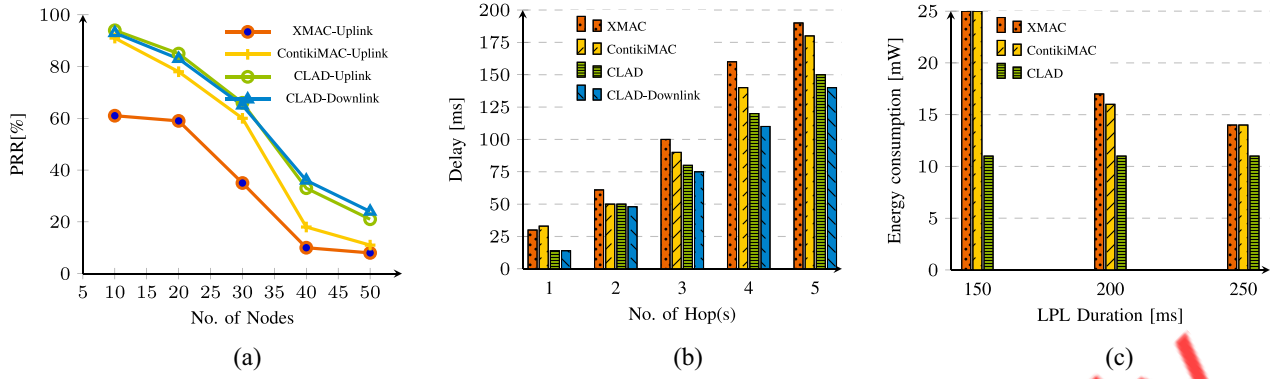 100
80
60
40
20
0
PRR[%]
XMAC-Uplink
ContikiMAC-Uplink
CLAD-Uplink
CLAD-Downlink
5 10 15 20 25 30 35 40 45 50
No. of Nodes
(a)
200
175
150
125
100
75
50
25
0
Delay [ms]
XMAC
ContikiMAC
CLAD
CLAD-Downlink
1 2 3 4 5
No. of Hop(s)
(b)
25
20
15
10
5
0
Energy consumption [mW]
XMAC
ContikiMAC
CLAD
150 200 250
LPL Duration [ms]
(c)